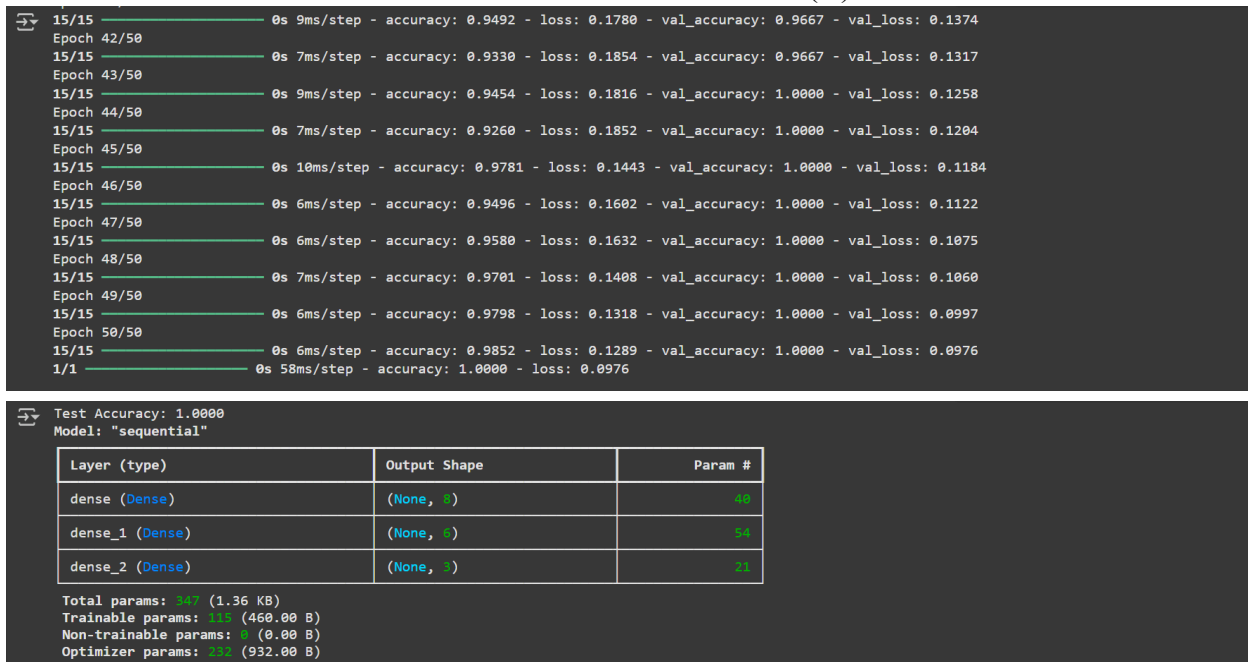 15/15 ━━━━━━━━━━━━━━━━━━━━ 0s 9ms/step - accuracy: 0.9492 - loss: 0.1780 - val_accuracy: 0.9667 - val_loss: 0.1374
Epoch 42/50
15/15 ━━━━━━━━━━━━━━━━━━━━ 0s 7ms/step - accuracy: 0.9330 - loss: 0.1854 - val_accuracy: 0.9667 - val_loss: 0.1317
Epoch 43/50
15/15 ━━━━━━━━━━━━━━━━━━━━ 0s 9ms/step - accuracy: 0.9454 - loss: 0.1816 - val_accuracy: 1.0000 - val_loss: 0.1258
Epoch 44/50
15/15 ━━━━━━━━━━━━━━━━━━━━ 0s 7ms/step - accuracy: 0.9260 - loss: 0.1852 - val_accuracy: 1.0000 - val_loss: 0.1204
Epoch 45/50
15/15 ━━━━━━━━━━━━━━━━━━━━ 0s 10ms/step - accuracy: 0.9781 - loss: 0.1443 - val_accuracy: 1.0000 - val_loss: 0.1184
Epoch 46/50
15/15 ━━━━━━━━━━━━━━━━━━━━ 0s 6ms/step - accuracy: 0.9496 - loss: 0.1602 - val_accuracy: 1.0000 - val_loss: 0.1122
Epoch 47/50
15/15 ━━━━━━━━━━━━━━━━━━━━ 0s 6ms/step - accuracy: 0.9580 - loss: 0.1632 - val_accuracy: 1.0000 - val_loss: 0.1075
Epoch 48/50
15/15 ━━━━━━━━━━━━━━━━━━━━ 0s 7ms/step - accuracy: 0.9701 - loss: 0.1408 - val_accuracy: 1.0000 - val_loss: 0.1060
Epoch 49/50
15/15 ━━━━━━━━━━━━━━━━━━━━ 0s 6ms/step - accuracy: 0.9798 - loss: 0.1318 - val_accuracy: 1.0000 - val_loss: 0.0997
Epoch 50/50
15/15 ━━━━━━━━━━━━━━━━━━━━ 0s 6ms/step - accuracy: 0.9852 - loss: 0.1289 - val_accuracy: 1.0000 - val_loss: 0.0976
1/1 ━━━━━━━━━━━━━━━━━━━━ 0s 58ms/step - accuracy: 1.0000 - loss: 0.0976
Test Accuracy: 1.0000
Model: "sequential"
Layer (type) Output Shape Param #
dense (Dense) (None, 8) 40
dense_1 (Dense) (None, 6) 54
dense_2 (Dense) (None, 3) 21
Total params: 347 (1.36 KB)
Trainable params: 115 (460.00 B)
Non-trainable params: 0 (0.00 B)
Optimizer params: 232 (932.00 B)